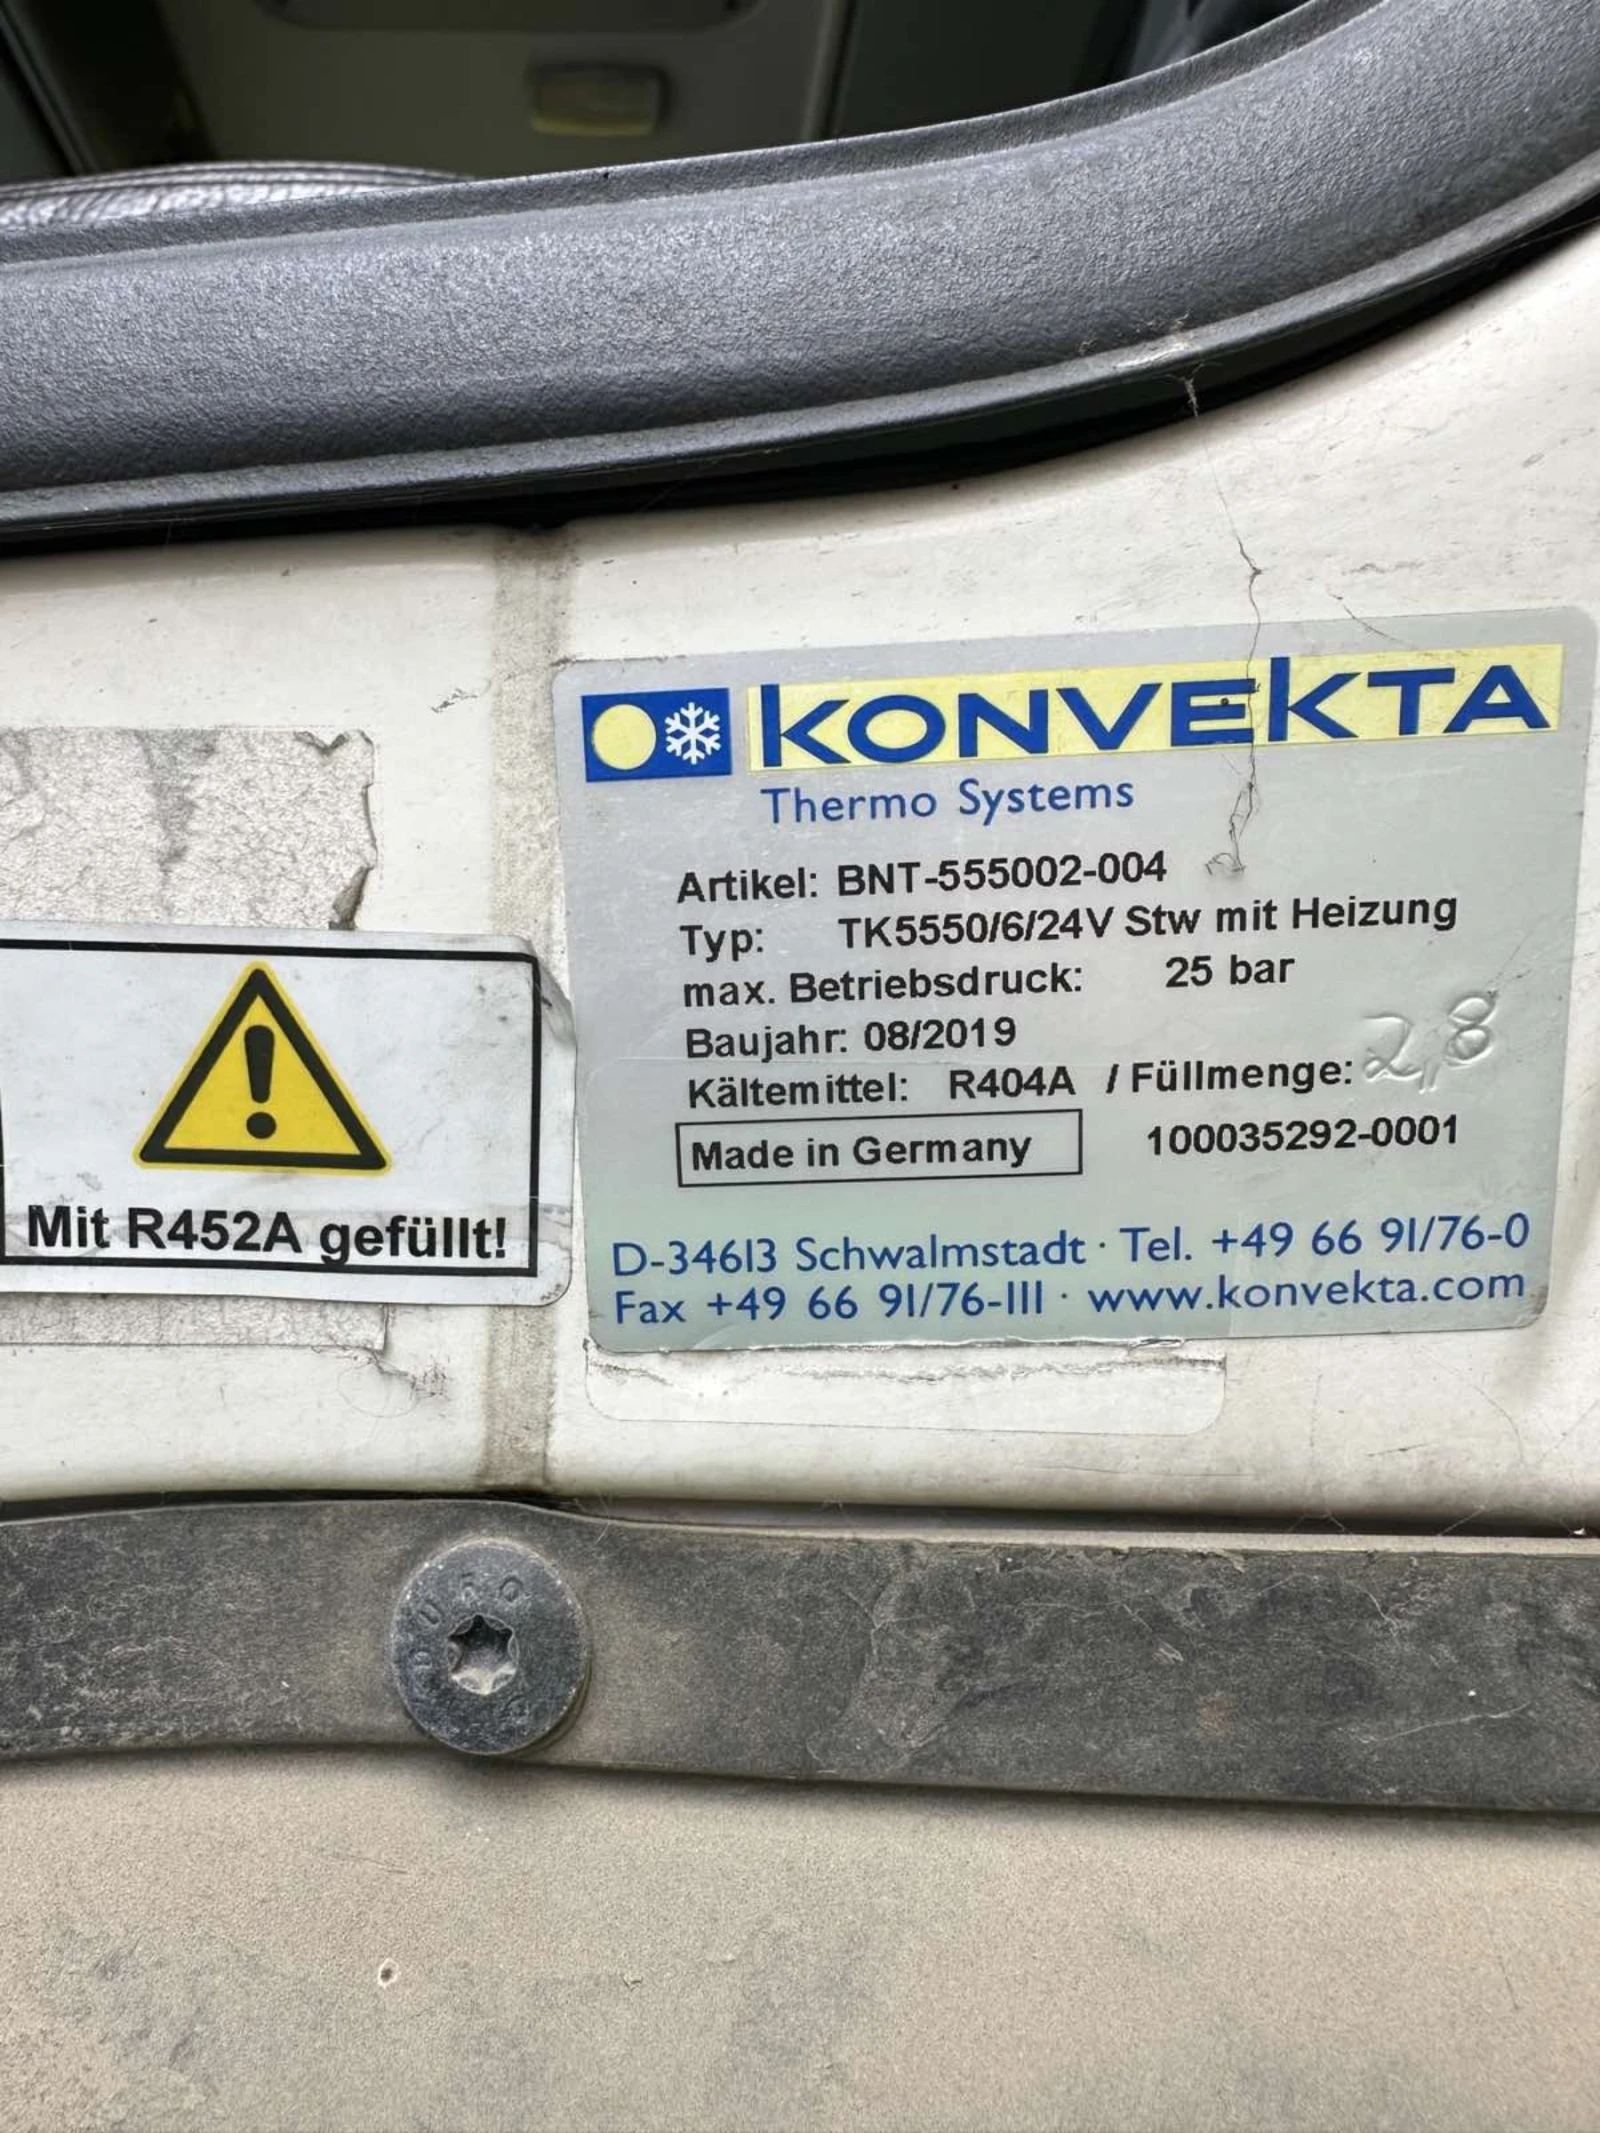 KONVEKTA
Thermo Systems
Artikel: BNT-555002-004
Typ: TK5550/6/24V Stw mit Heizung
max. Betriebsdruck: 25 bar
Baujahr: 08/2019
Kältemittel: R404A / Füllmenge: 2,8
Made in Germany 100035292-0001
D-34613 Schwalmstadt · Tel. +49 66 91/76-0
Fax +49 66 91/76-111 · www.konvekta.com
Mit R452A gefüllt!